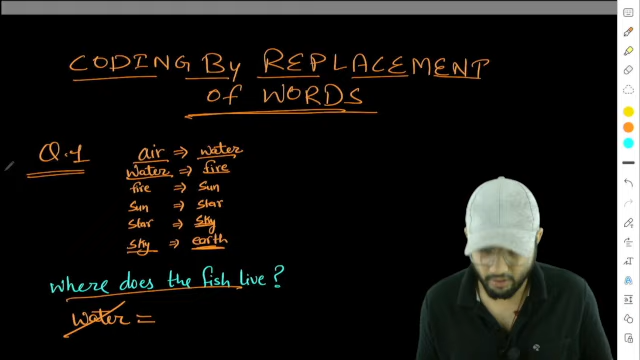 CODING By REPLACEMENT
of WORDS
Q.1
air ⇒ water
water ⇒ fire
fire ⇒ Sun
Sun ⇒ Star
Star ⇒ Sky
sky ⇒ earth
where does the fish live?
water =